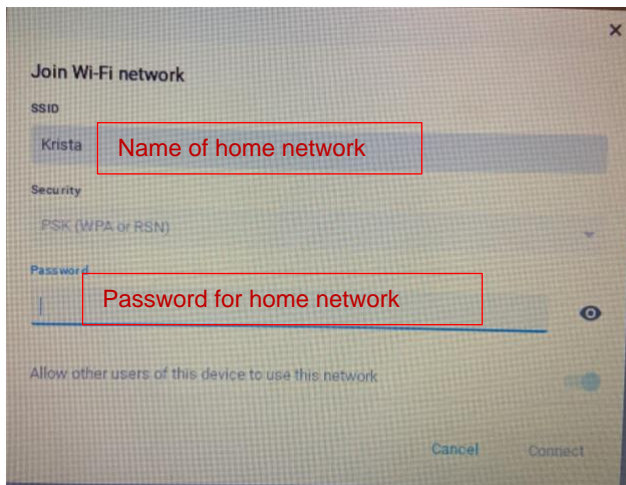 Join Wi-Fi network
SSID
Krista
Name of home network
Security
PSK (WPA or RSN)
Password
Password for home network
Allow other users of this device to use this network
Cancel
Connect